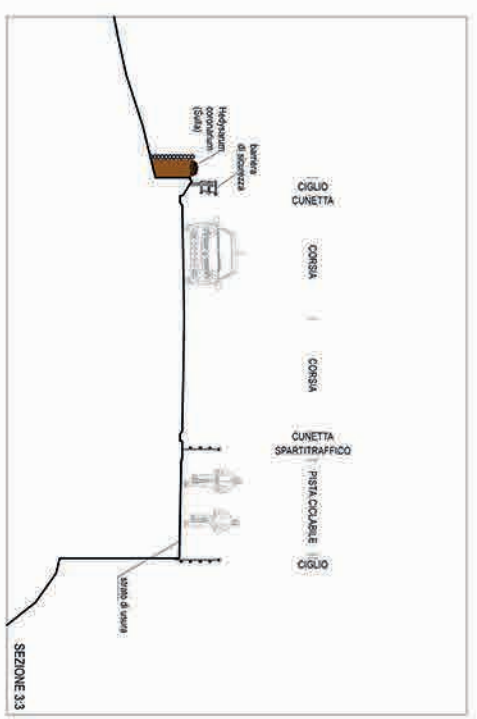 CIGLIO
CUNETTA
CORSIA
CORSIA
CUNETTA
SPARTITRAFFICO
PISTA CICLABILE
CIGLIO
barriera
di sicurezza
Hedysarum
coronarium
(Sulla)
strato di usura
SEZIONE 3:3